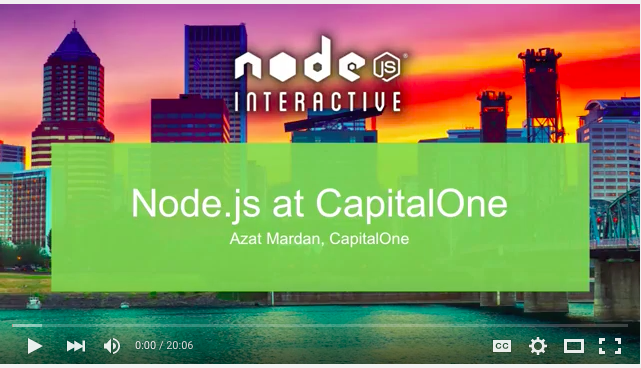 node JS®
INTERACTIVE
Node.js at CapitalOne
Azat Mardan, CapitalOne
0:00 / 20:06 CC